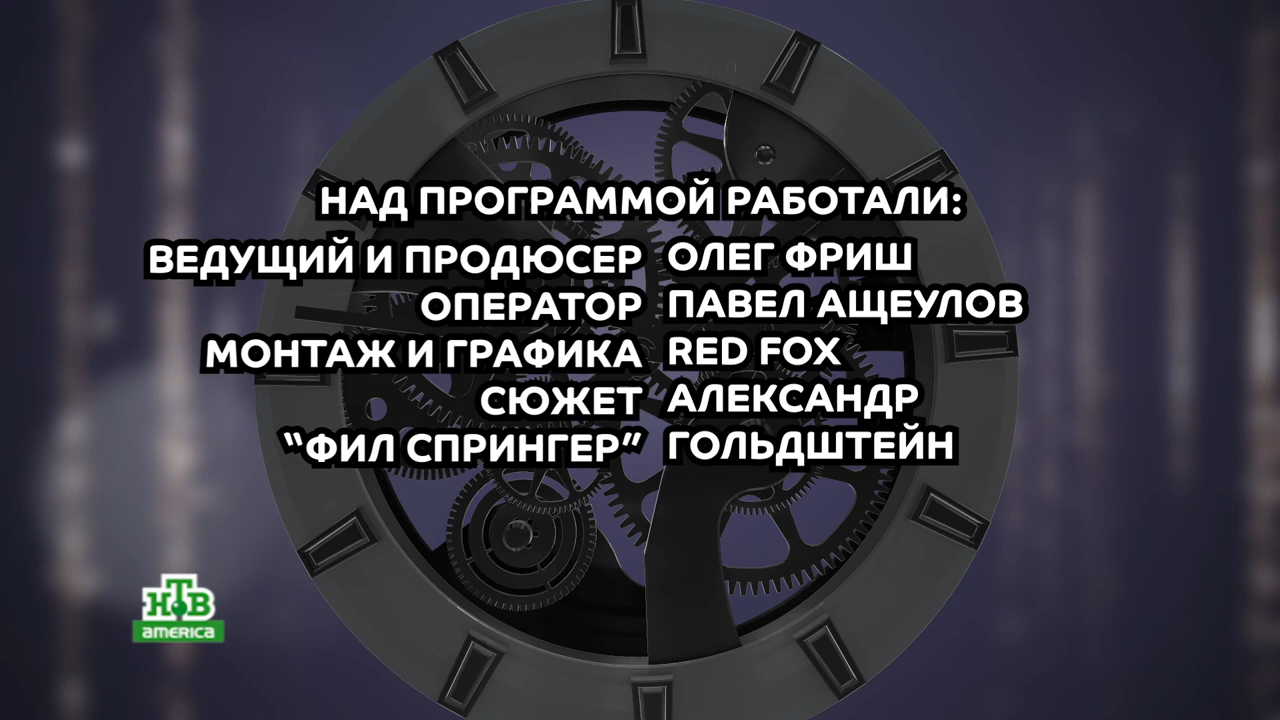 НАД ПРОГРАММОЙ РАБОТАЛИ:
ВЕДУЩИЙ И ПРОДЮСЕР ОЛЕГ ФРИШ
ОПЕРАТОР ПАВЕЛ АЩЕУЛОВ
МОНТАЖ И ГРАФИКА RED FOX
СЮЖЕТ АЛЕКСАНДР
“ФИЛ СПРИНГЕР” ГОЛЬДШТЕЙН
НТВ
america